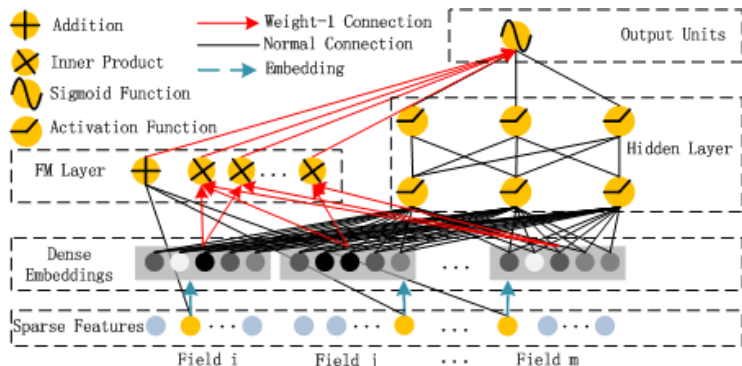 Addition
Inner Product
Sigmoid Function
Activation Function
Weight-1 Connection
Normal Connection
Embedding
Output Units
Hidden Layer
FM Layer
...
Dense
Embeddings
...
Sparse Features
... ... ... ...
Field i Field j ... Field m